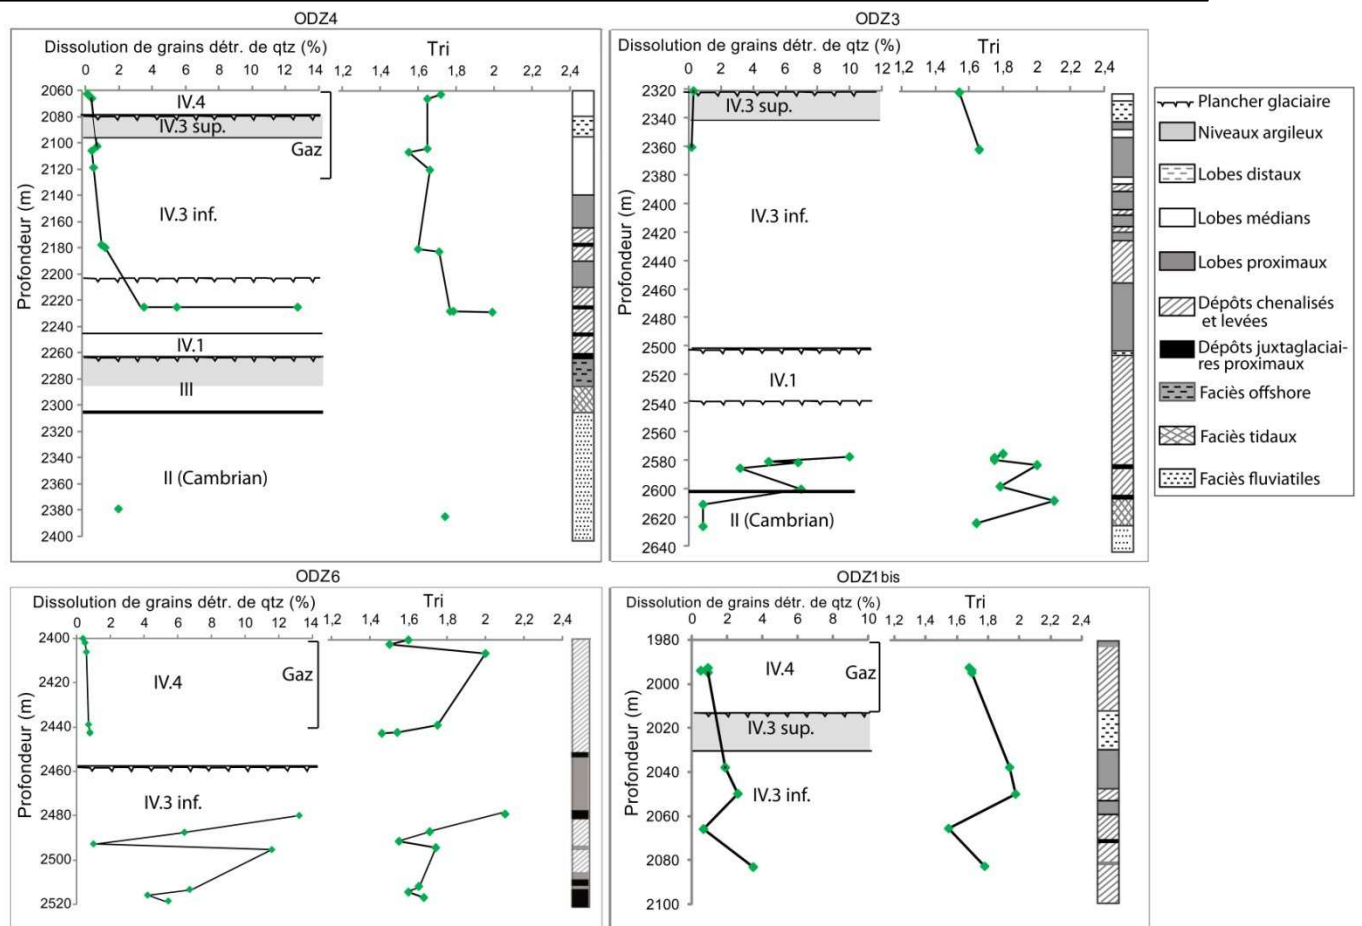 ODZ4
Dissolution de grains détr. de qtz (%)
Tri
0 2 4 6 8 10 12 14 1,2 1,4 1,6 1,8 2 2,2 2,4
Profondeur (m)
2060
2080
2100
2120
2140
2160
2180
2200
2220
2240
2260
2280
2300
2320
2340
2360
2380
2400
IV.4
IV.3 sup.
Gaz
IV.3 inf.
IV.1
III
II (Cambrian)
ODZ3
Dissolution de grains détr. de qtz (%)
Tri
0 2 4 6 8 10 12 1,2 1,4 1,6 1,8 2 2,2 2,4
Profondeur (m)
2320
2340
2360
2380
2400
2420
2440
2460
2480
2500
2520
2540
2560
2580
2600
2620
2640
IV.3 sup.
IV.3 inf.
IV.1
II (Cambrian)
Plancher glaciaire
Niveaux argileux
Lobes distaux
Lobes médians
Lobes proximaux
Dépôts chenalisés
et levées
Dépôts juxtaglaciai-
res proximaux
Faciès offshore
Faciès tidaux
Faciès fluviatiles
ODZ6
Dissolution de grains détr. de qtz (%)
Tri
0 2 4 6 8 10 12 14 1,2 1,4 1,6 1,8 2 2,2 2,4
Profondeur (m)
2400
2420
2440
2460
2480
2500
2520
IV.4
Gaz
IV.3 inf.
ODZ1bis
Dissolution de grains détr. de qtz (%)
Tri
0 2 4 6 8 10 1,2 1,4 1,6 1,8 2 2,2 2,4
Profondeur (m)
1980
2000
2020
2040
2060
2080
2100
IV.4
Gaz
IV.3 sup.
IV.3 inf.